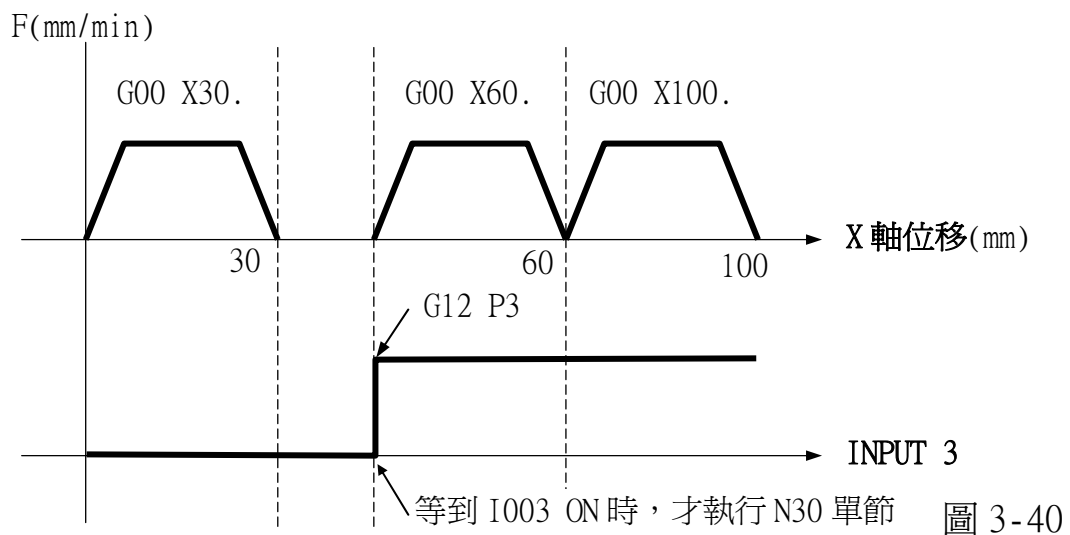 F(mm/min)
G00 X30.
G00 X60.
G00 X100.
30
60
100
X 軸位移(mm)
G12 P3
INPUT 3
等到 I003 ON 時，才執行 N30 單節
圖 3-40